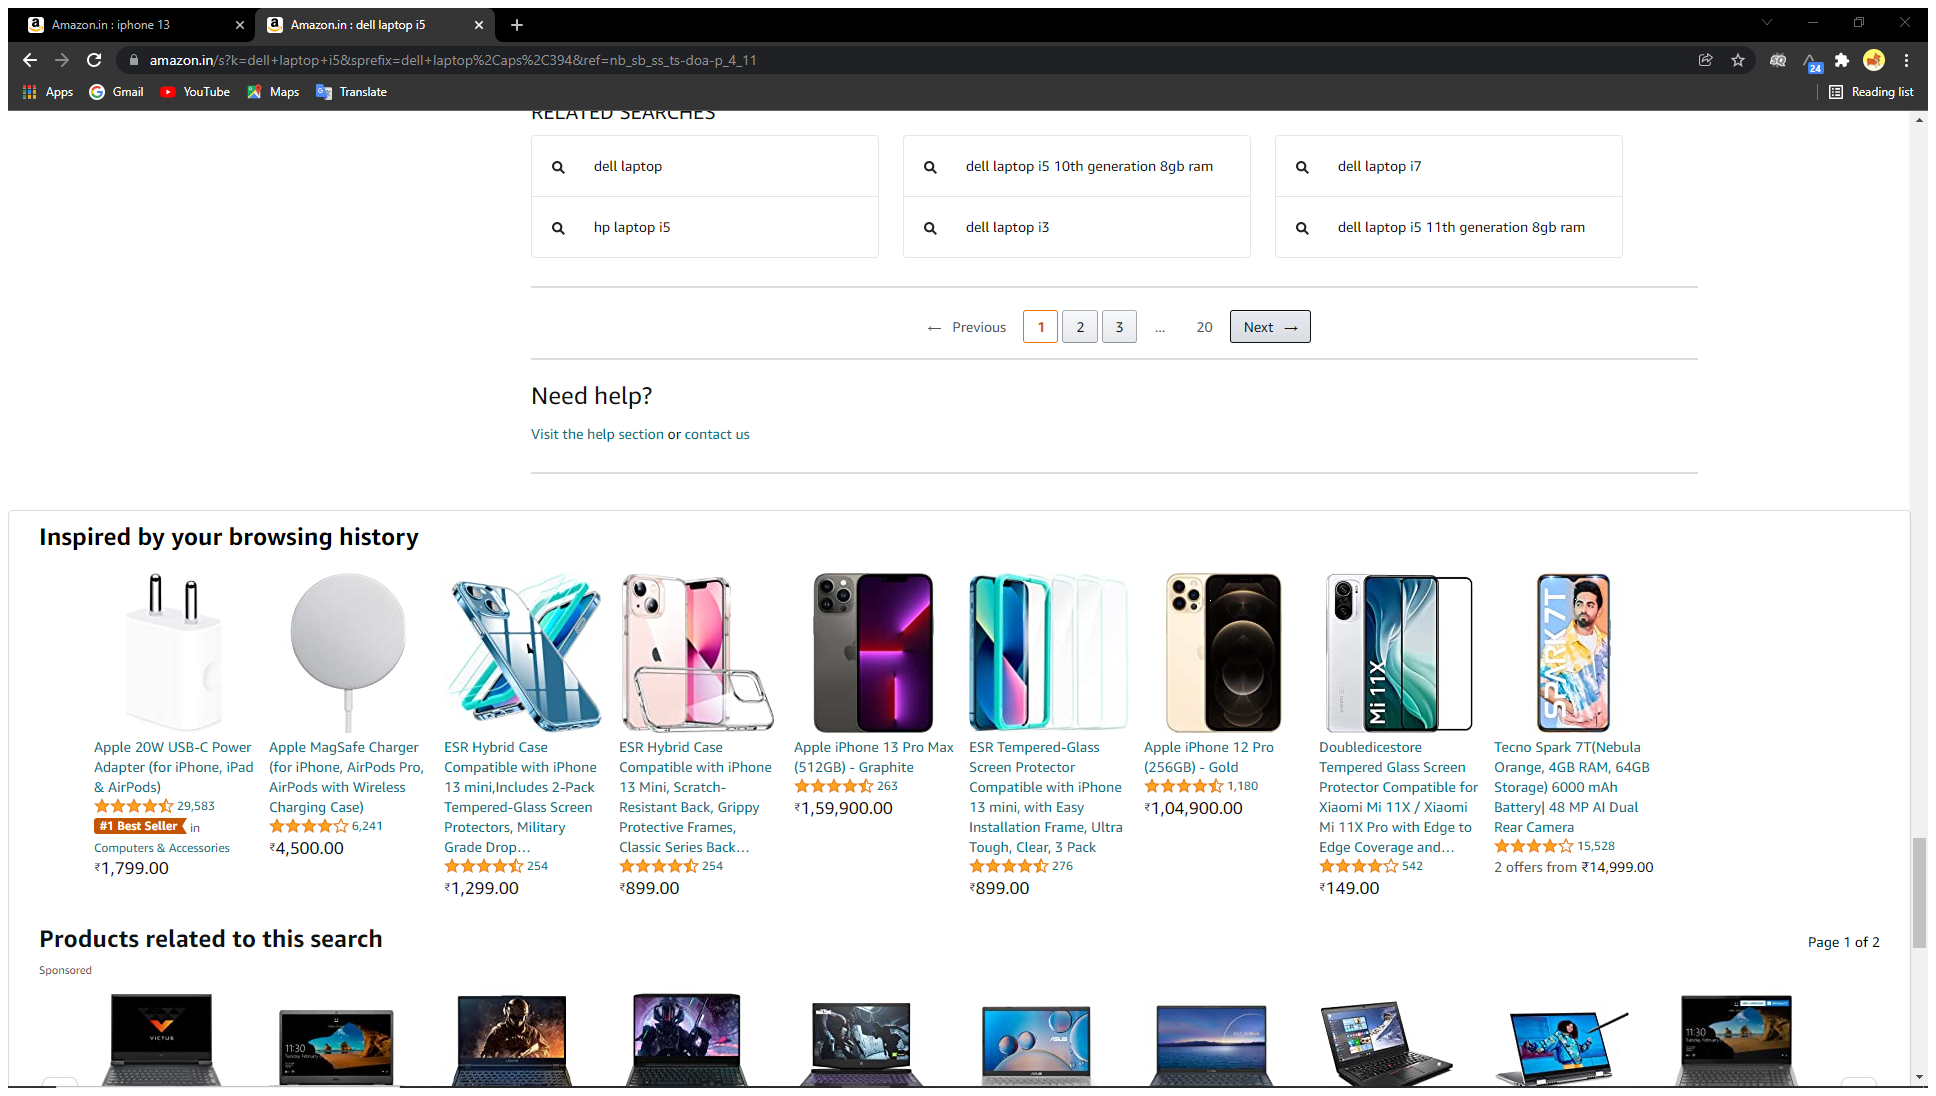 Amazon.in : iphone 13
Amazon.in : dell laptop i5
amazon.in/s?k=dell+laptop+i5&sprefix=dell+laptop%2Caps%2C394&ref=nb_sb_ss_ts-doa-p_4_11
24
Apps
Gmail
YouTube
Maps
Translate
Reading list
RELATED SEARCHES
dell laptop
dell laptop i5 10th generation 8gb ram
dell laptop i7
hp laptop i5
dell laptop i3
dell laptop i5 11th generation 8gb ram
← Previous 1 2 3 ... 20 Next →
Need help?
Visit the help section or contact us
Inspired by your browsing history
SPARK 7T
Mi 11X
Apple 20W USB-C Power
Adapter (for iPhone, iPad
& AirPods)
29,583
#1 Best Seller in
Computers & Accessories
₹1,799.00
Apple MagSafe Charger
(for iPhone, AirPods Pro,
AirPods with Wireless
Charging Case)
6,241
₹4,500.00
ESR Hybrid Case
Compatible with iPhone
13 mini,Includes 2-Pack
Tempered-Glass Screen
Protectors, Military
Grade Drop...
254
₹1,299.00
ESR Hybrid Case
Compatible with iPhone
13 Mini, Scratch-
Resistant Back, Grippy
Protective Frames,
Classic Series Back...
254
₹899.00
Apple iPhone 13 Pro Max
(512GB) - Graphite
263
₹1,59,900.00
ESR Tempered-Glass
Screen Protector
Compatible with iPhone
13 mini, with Easy
Installation Frame, Ultra
Tough, Clear, 3 Pack
276
₹899.00
Apple iPhone 12 Pro
(256GB) - Gold
1,180
₹1,04,900.00
Doubledicestore
Tempered Glass Screen
Protector Compatible for
Xiaomi Mi 11X / Xiaomi
Mi 11X Pro with Edge to
Edge Coverage and...
542
₹149.00
Tecno Spark 7T(Nebula
Orange, 4GB RAM, 64GB
Storage) 6000 mAh
Battery| 48 MP AI Dual
Rear Camera
15,528
2 offers from ₹14,999.00
Products related to this search
Page 1 of 2
Sponsored
VICTUS
11:30
ASUS
11:30